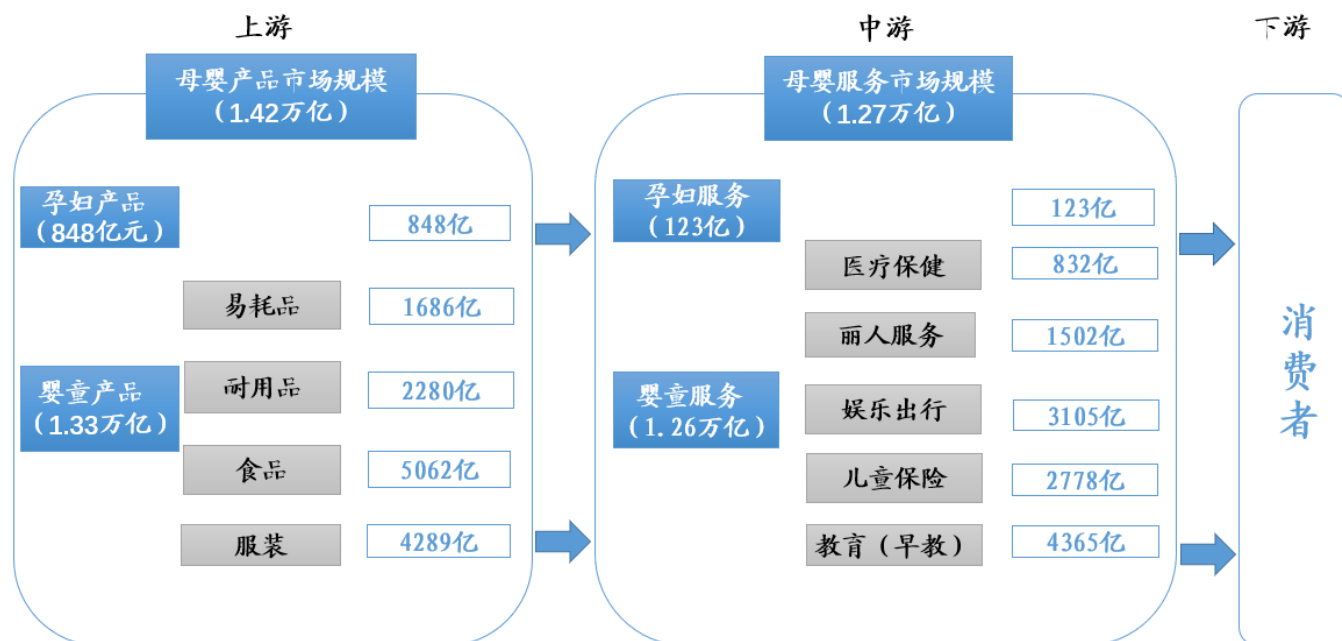 上游
母婴产品市场规模
（1.42万亿）
孕妇产品
（848亿元）
848亿
易耗品
1686亿
婴童产品
（1.33万亿）
耐用品
2280亿
食品
5062亿
服装
4289亿
中游
母婴服务市场规模
（1.27万亿）
孕妇服务
（123亿）
123亿
医疗保健
832亿
丽人服务
1502亿
婴童服务
（1.26万亿）
娱乐出行
3105亿
儿童保险
2778亿
教育（早教）
4365亿
下游
消
费
者